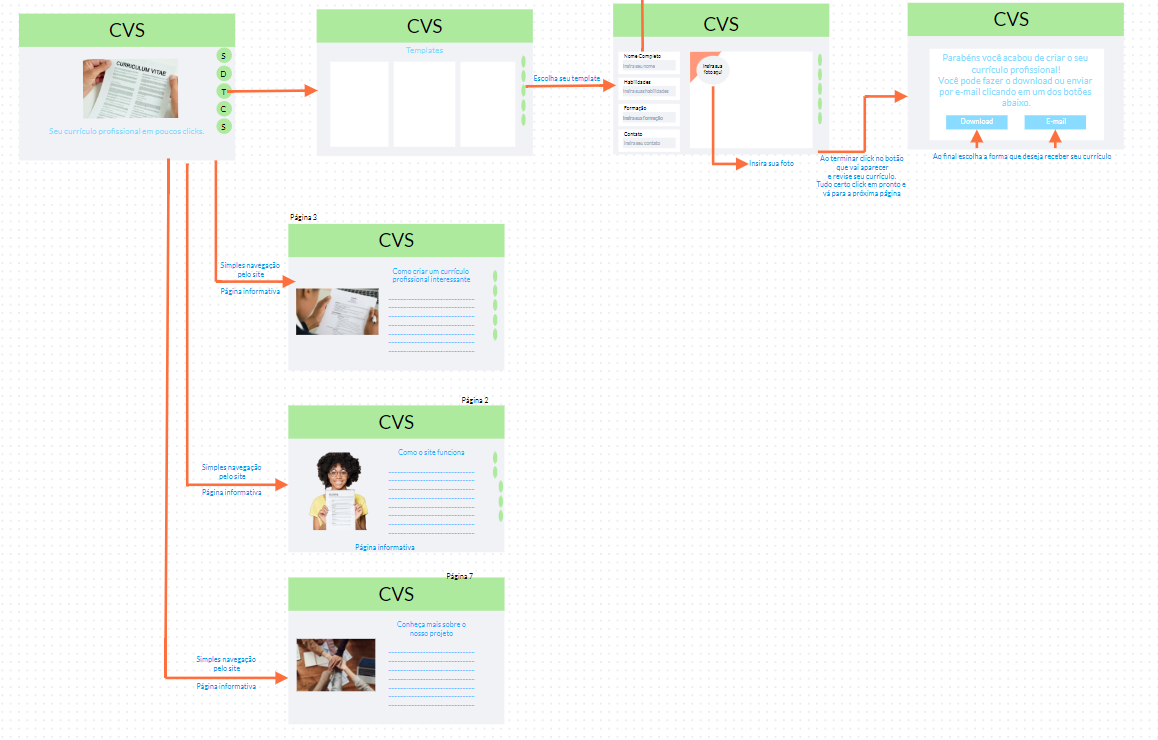 CVS
CURRICULUM VITAE
S
D
T
C
S
Seu currículo profissional em poucos clicks.
CVS
Templates
Escolha seu template
CVS
Nome Completo
Insira seu nome
Habilidades
Insira suas habilidades
Formação
Insira sua formação
Contato
Insira seu contato
Insira sua
foto aqui
Insira sua foto
Ao terminar click no botão
que vai aparecer
e revise seu currículo.
Tudo certo click em pronto e
vá para a próxima página
CVS
Parabéns você acabou de criar o seu
currículo profissional!
Você pode fazer o download ou enviar
por e-mail clicando em um dos botões
abaixo.
Download
E-mail
Ao final escolha a forma que deseja receber seu currículo
Página 3
CVS
Simples navegação
pelo site
Página informativa
Como criar um currículo
profissional interessante
Página 2
CVS
Simples navegação
pelo site
Página informativa
Como o site funciona
Página informativa
Página 7
CVS
Simples navegação
pelo site
Página informativa
Conheça mais sobre o
nosso projeto